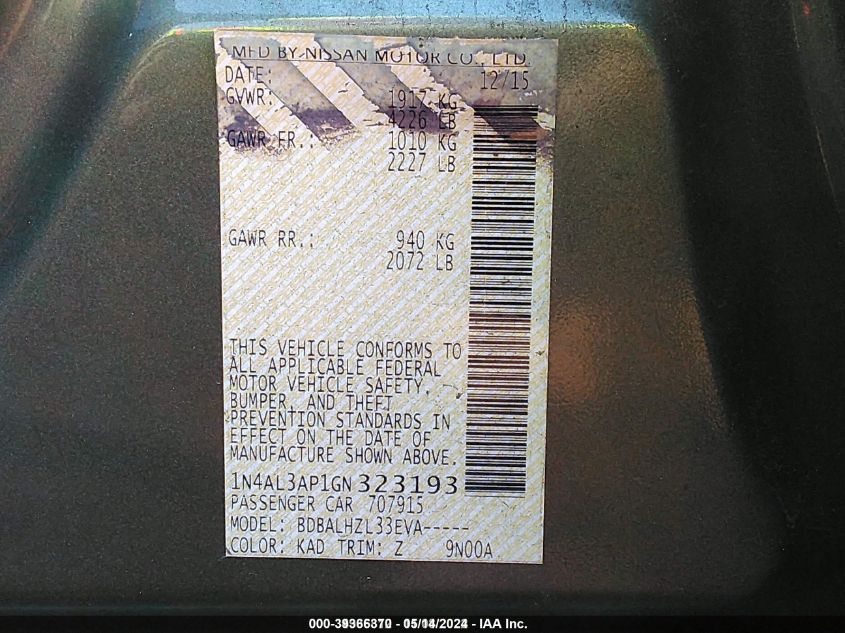 MFD BY NISSAN MOTOR CO., LTD.
DATE: 12/15
GVWR: 1917 KG
4226 LB
GAWR FR.: 1010 KG
2227 LB
GAWR RR.: 940 KG
2072 LB
THIS VEHICLE CONFORMS TO
ALL APPLICABLE FEDERAL
MOTOR VEHICLE SAFETY,
BUMPER, AND THEFT
PREVENTION STANDARDS IN
EFFECT ON THE DATE OF
MANUFACTURE SHOWN ABOVE.
1N4AL3AP1GN323193
PASSENGER CAR 707915
MODEL: BDBALHZL33EVA-----
COLOR: KAD TRIM: Z 9N00A
- IAA Inc.